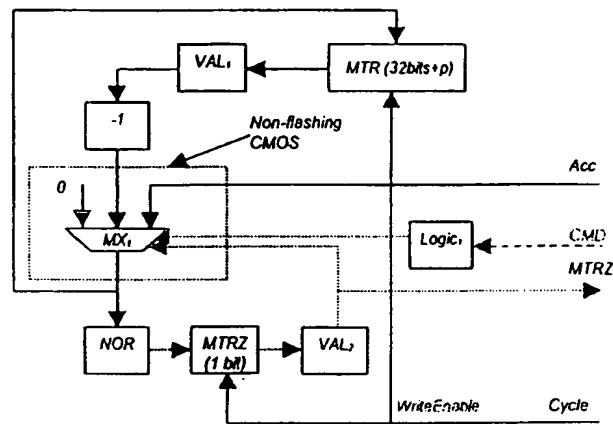 VAL₁
MTR (32bits+p)
-1
Non-flashing
CMOS
Acc
0
MX₁
Logic₁
CMD
MTRZ
NOR
MTRZ
(1 bit)
VAL₂
WriteEnable
Cycle